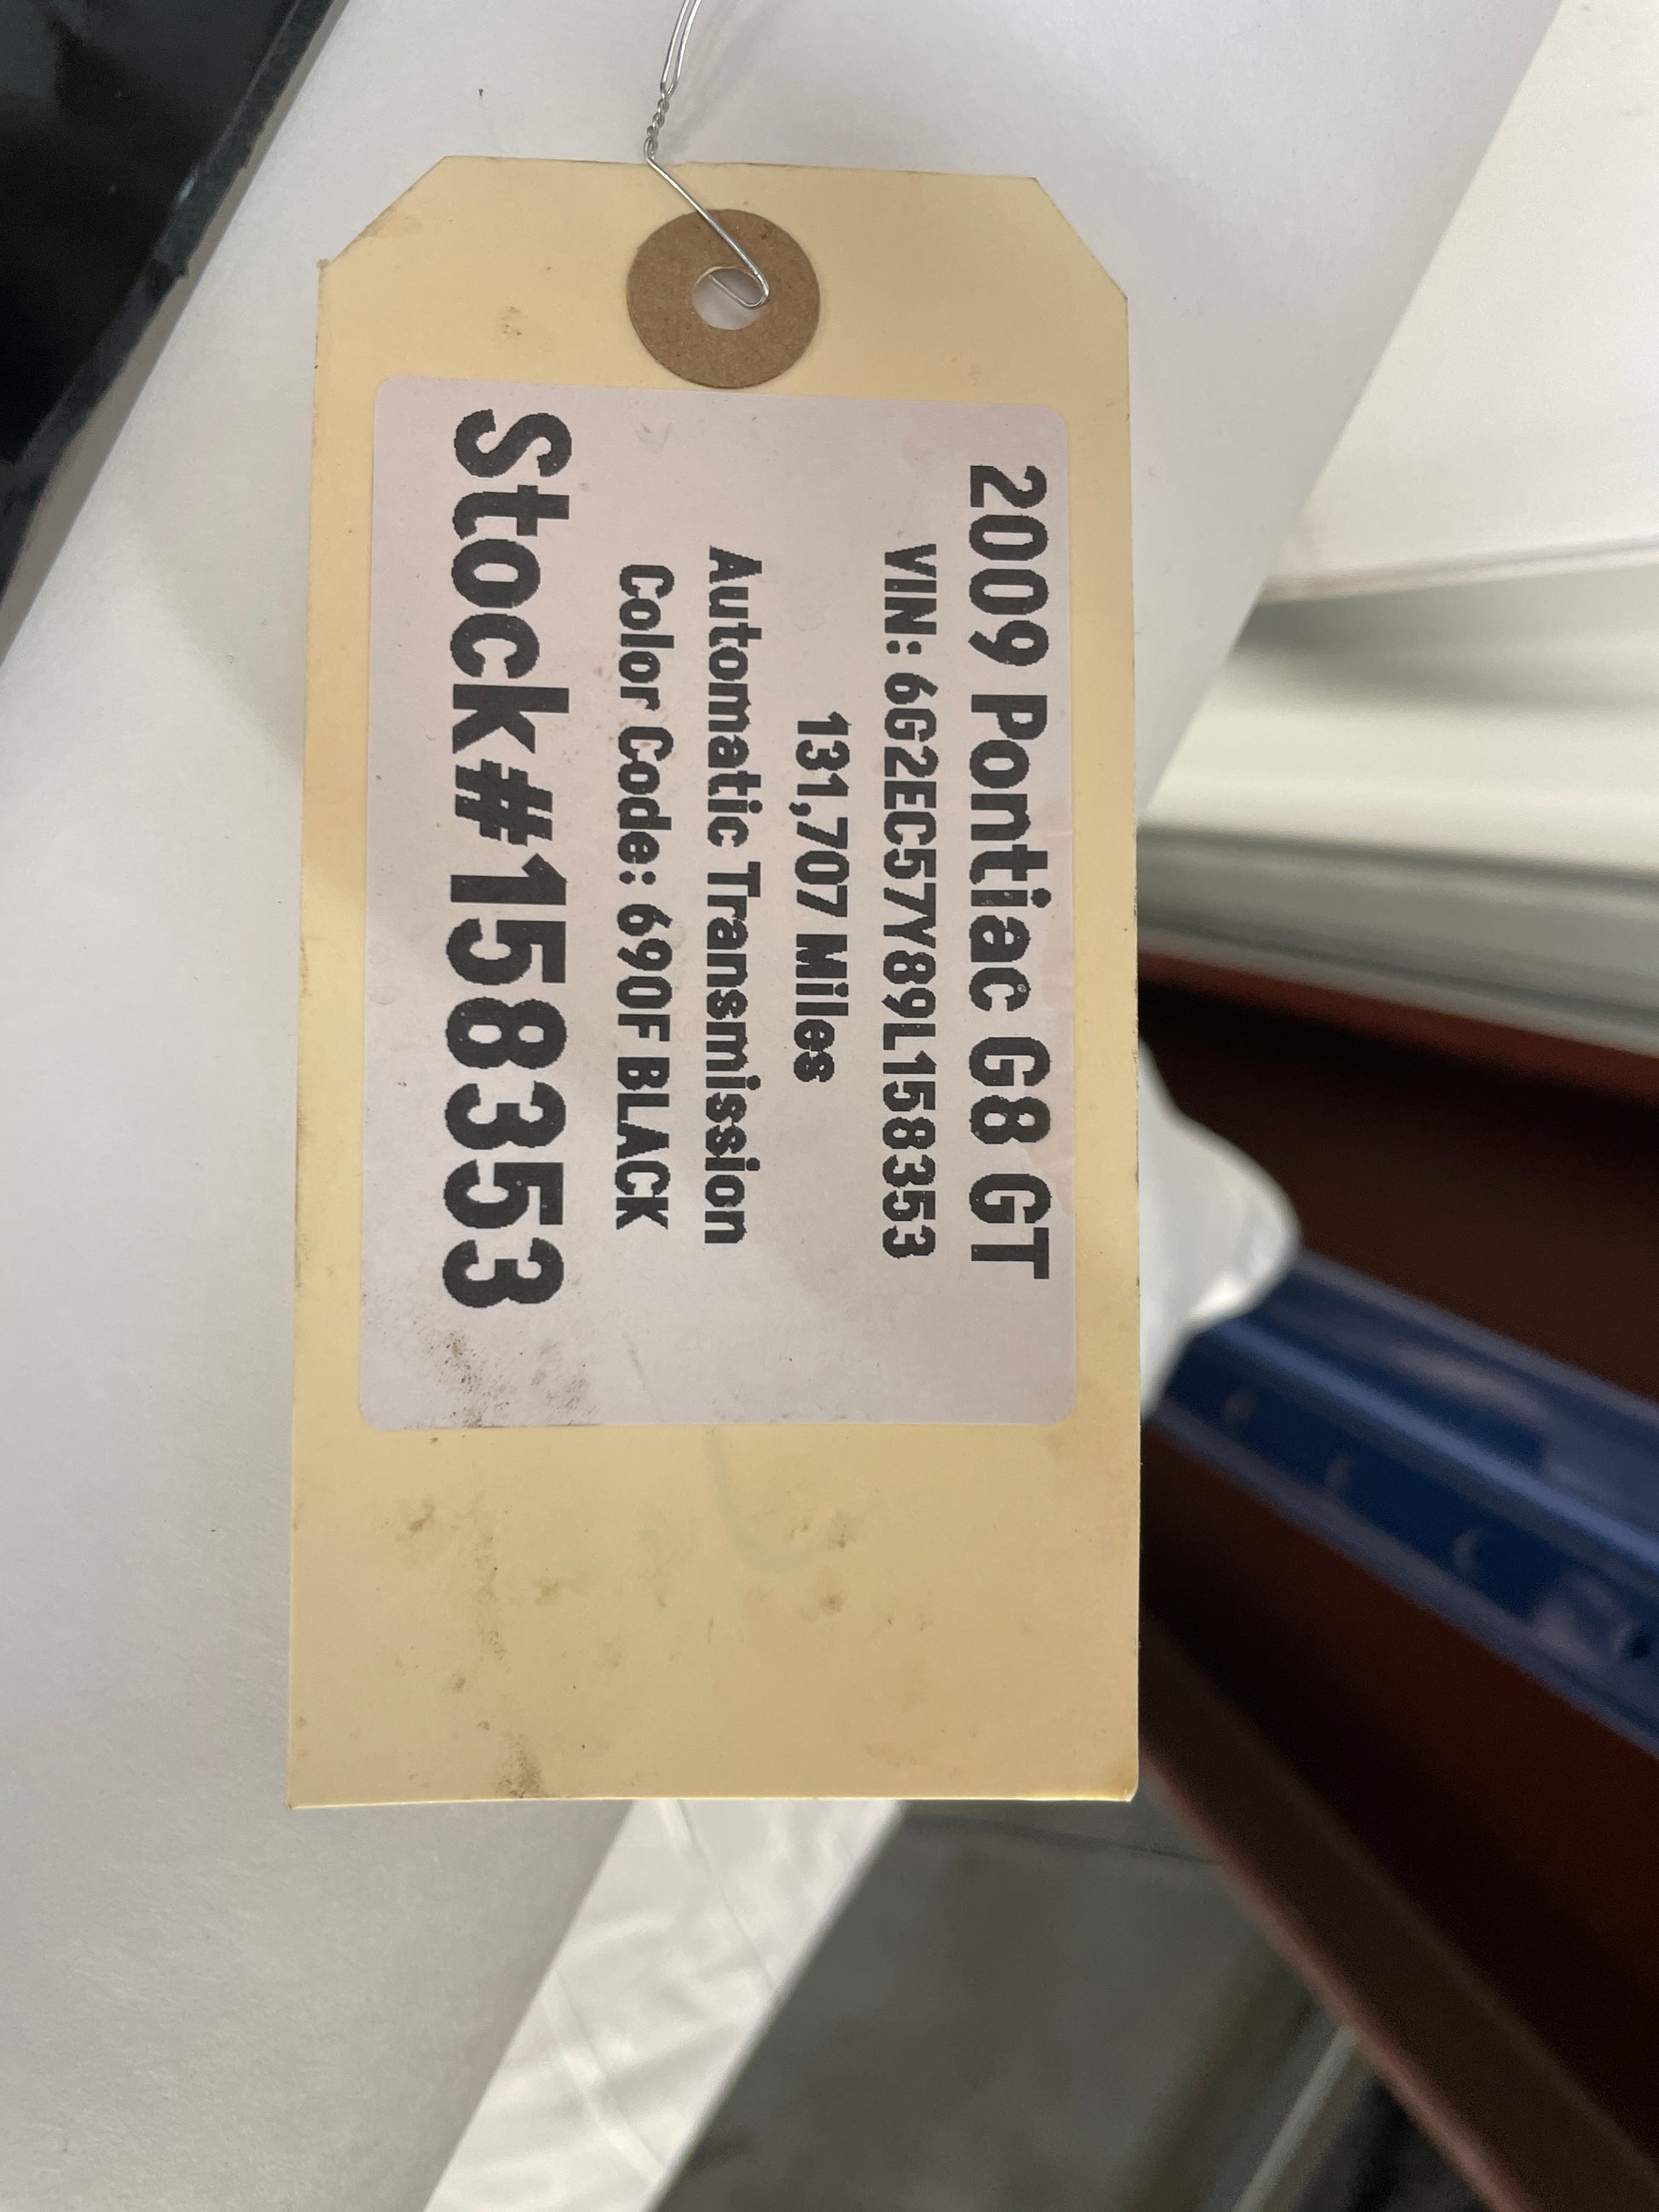 2009 Pontiac G8 GT
VIN: 6G2EC57Y89L158353
131,707 Miles
Automatic Transmission
Color Code: 690F BLACK
Stock#158353